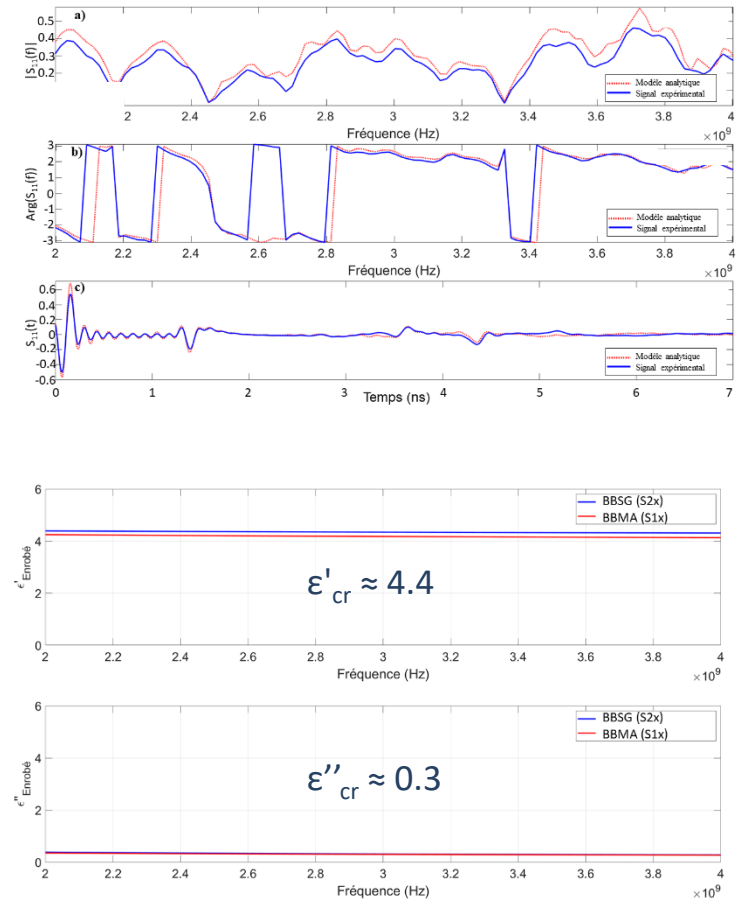 a)
|S11(f)|
0.5
0.4
0.3
0.2
Modèle analytique
Signal expérimental
2 2.2 2.4 2.6 2.8 3 3.2 3.4 3.6 3.8 4
Fréquence (Hz)
×10⁹
b)
Arg(S11(f))
3
2
1
0
-1
-2
-3
Modèle analytique
Signal expérimental
2 2.2 2.4 2.6 2.8 3 3.2 3.4 3.6 3.8 4
Fréquence (Hz)
×10⁹
c)
S11(t)
0.6
0.4
0.2
0
-0.2
-0.4
-0.6
Modèle analytique
Signal expérimental
0 1 2 3 4 5 6 7
Temps (ns)
ε' Enrobé
6
4
2
0
BBSG (S2x)
BBMA (S1x)
ε'cr ≈ 4.4
2 2.2 2.4 2.6 2.8 3 3.2 3.4 3.6 3.8 4
Fréquence (Hz)
×10⁹
ε" Enrobé
6
4
2
0
BBSG (S2x)
BBMA (S1x)
ε’’cr ≈ 0.3
2 2.2 2.4 2.6 2.8 3 3.2 3.4 3.6 3.8 4
Fréquence (Hz)
×10⁹